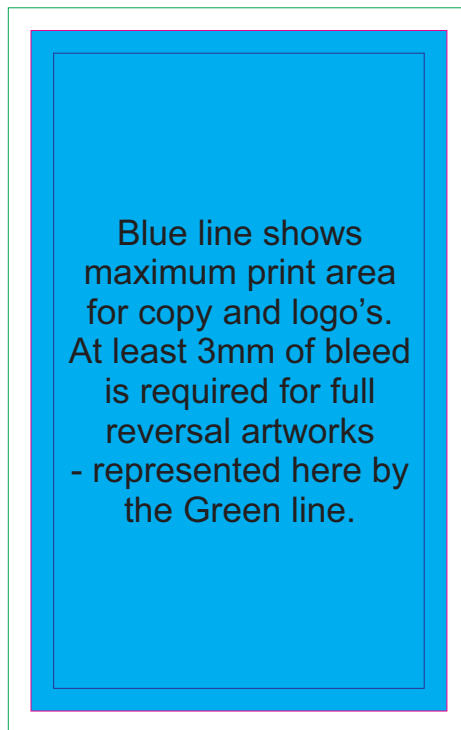 Blue line shows
maximum print area
for copy and logo’s.
At least 3mm of bleed
is required for full
reversal artworks
- represented here by
the Green line.